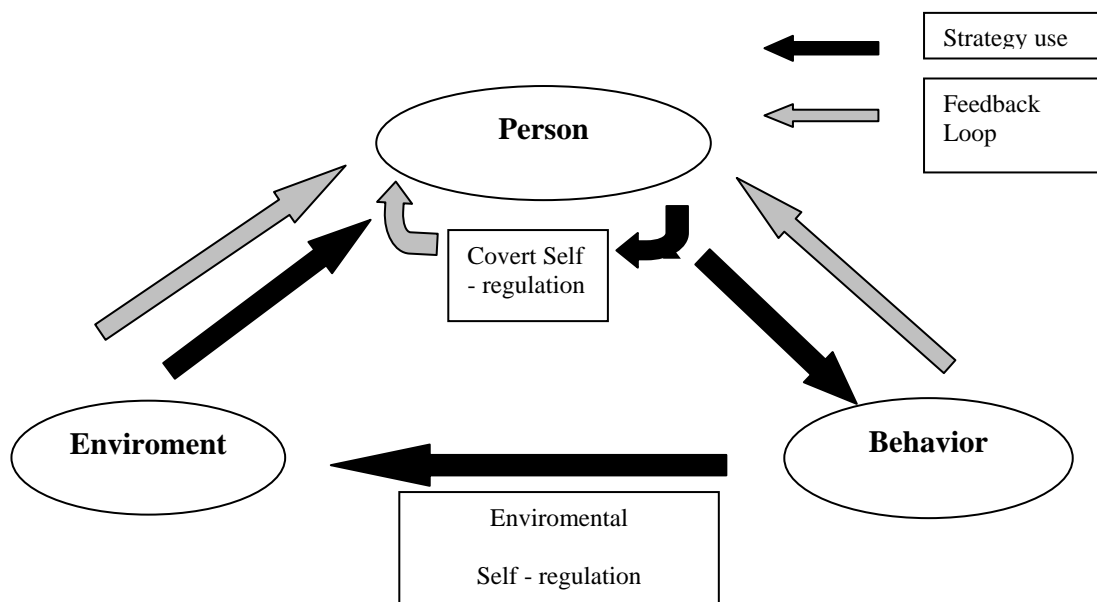 Strategy use
Feedback
Loop
Person
Covert Self
- regulation
Enviroment
Behavior
Enviromental
Self - regulation